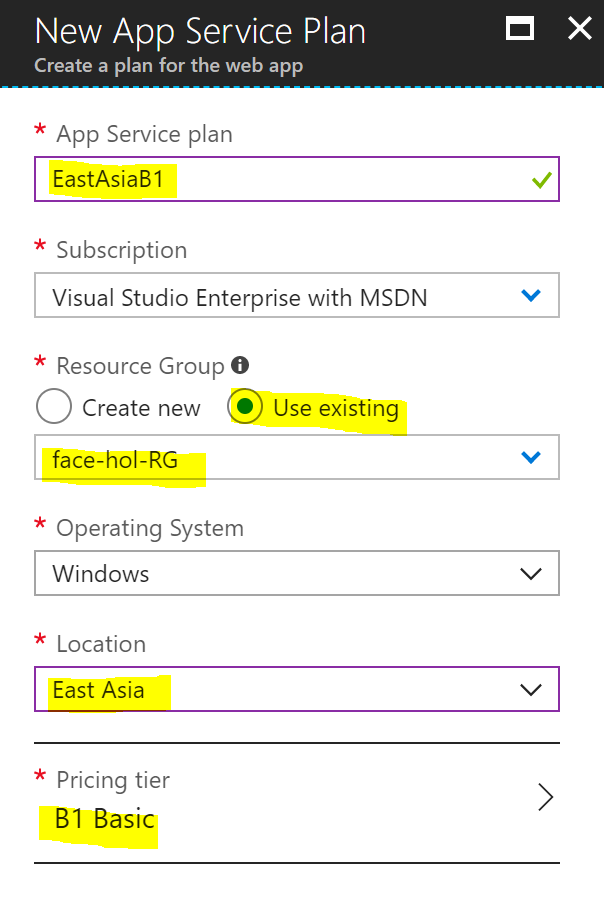 New App Service Plan
Create a plan for the web app
* App Service plan
EastAsiaB1
* Subscription
Visual Studio Enterprise with MSDN
* Resource Group
Create new Use existing
face-hol-RG
* Operating System
Windows
* Location
East Asia
* Pricing tier
B1 Basic